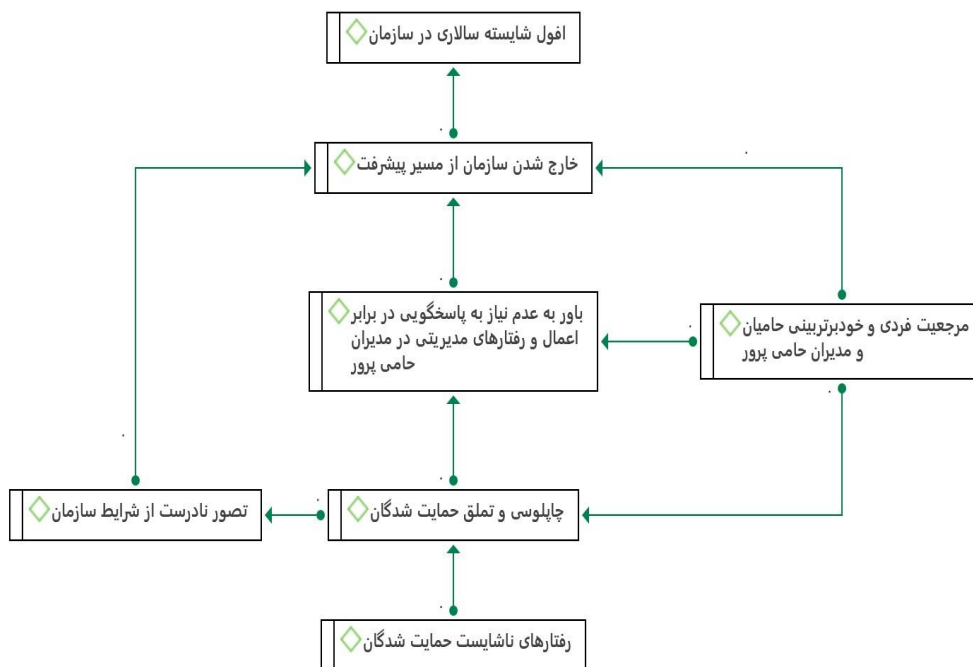 افول شایسته سالاری در سازمان
خارج شدن سازمان از مسیر پیشرفت
باور به عدم نیاز به پاسخگویی در برابر
اعمال و رفتارهای مدیریتی در مدیران
حامی پرور
مرجعیت فردی و خودبرتربینی حامیان
و مدیران حامی پرور
چاپلوسی و تملق حمایت شدگان
تصور نادرست از شرایط سازمان
رفتارهای ناشایست حمایت شدگان